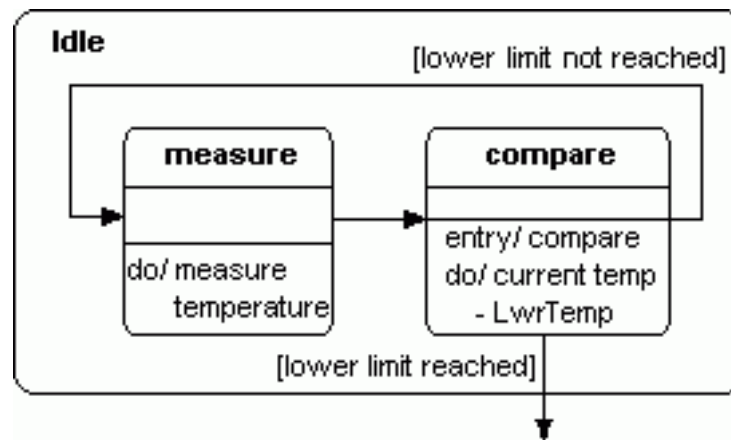 Idle
[lower limit not reached]
measure
do/ measure
temperature
compare
entry/ compare
do/ current temp
- LwrTemp
[lower limit reached]